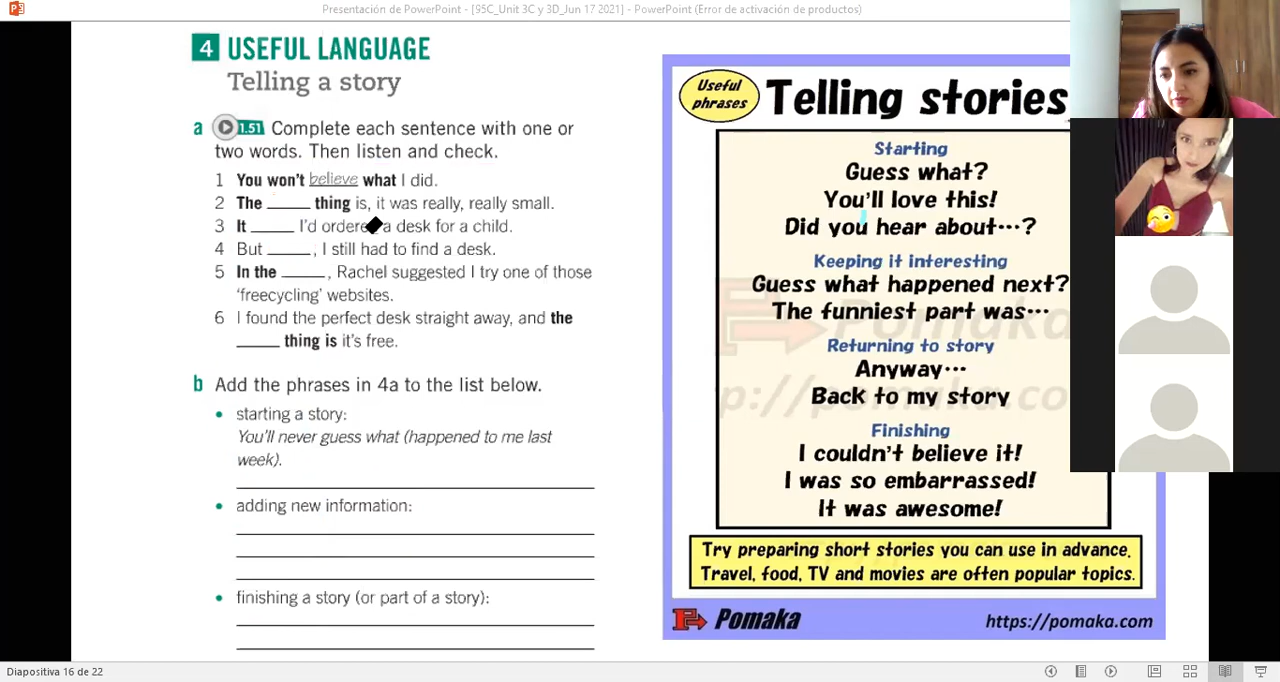 Presentación de PowerPoint - [95C_Unit 3C y 3D_Jun 17 2021] - PowerPoint (Error de activación de productos)
4 USEFUL LANGUAGE
Telling a story
a 1.51 Complete each sentence with one or
two words. Then listen and check.
1 You won't believe what I did.
2 The _____ thing is, it was really, really small.
3 It _____ I'd ordere a desk for a child.
4 But _____, I still had to find a desk.
5 In the _____, Rachel suggested I try one of those
'freecycling' websites.
6 I found the perfect desk straight away, and the
_____ thing is it's free.
b Add the phrases in 4a to the list below.
• starting a story:
You'll never guess what (happened to me last
week).
• adding new information:
• finishing a story (or part of a story):
Useful
phrases
Telling stories
Starting
Guess what?
You'll love this!
Did you hear about…?
Keeping it interesting
Guess what happened next?
The funniest part was…
Returning to story
Anyway…
Back to my story
Finishing
I couldn't believe it!
I was so embarrassed!
It was awesome!
Try preparing short stories you can use in advance.
Travel, food, TV and movies are often popular topics.
Pomaka
https://pomaka.com
Pomaka
p://pomaka.co
Diapositiva 16 de 22